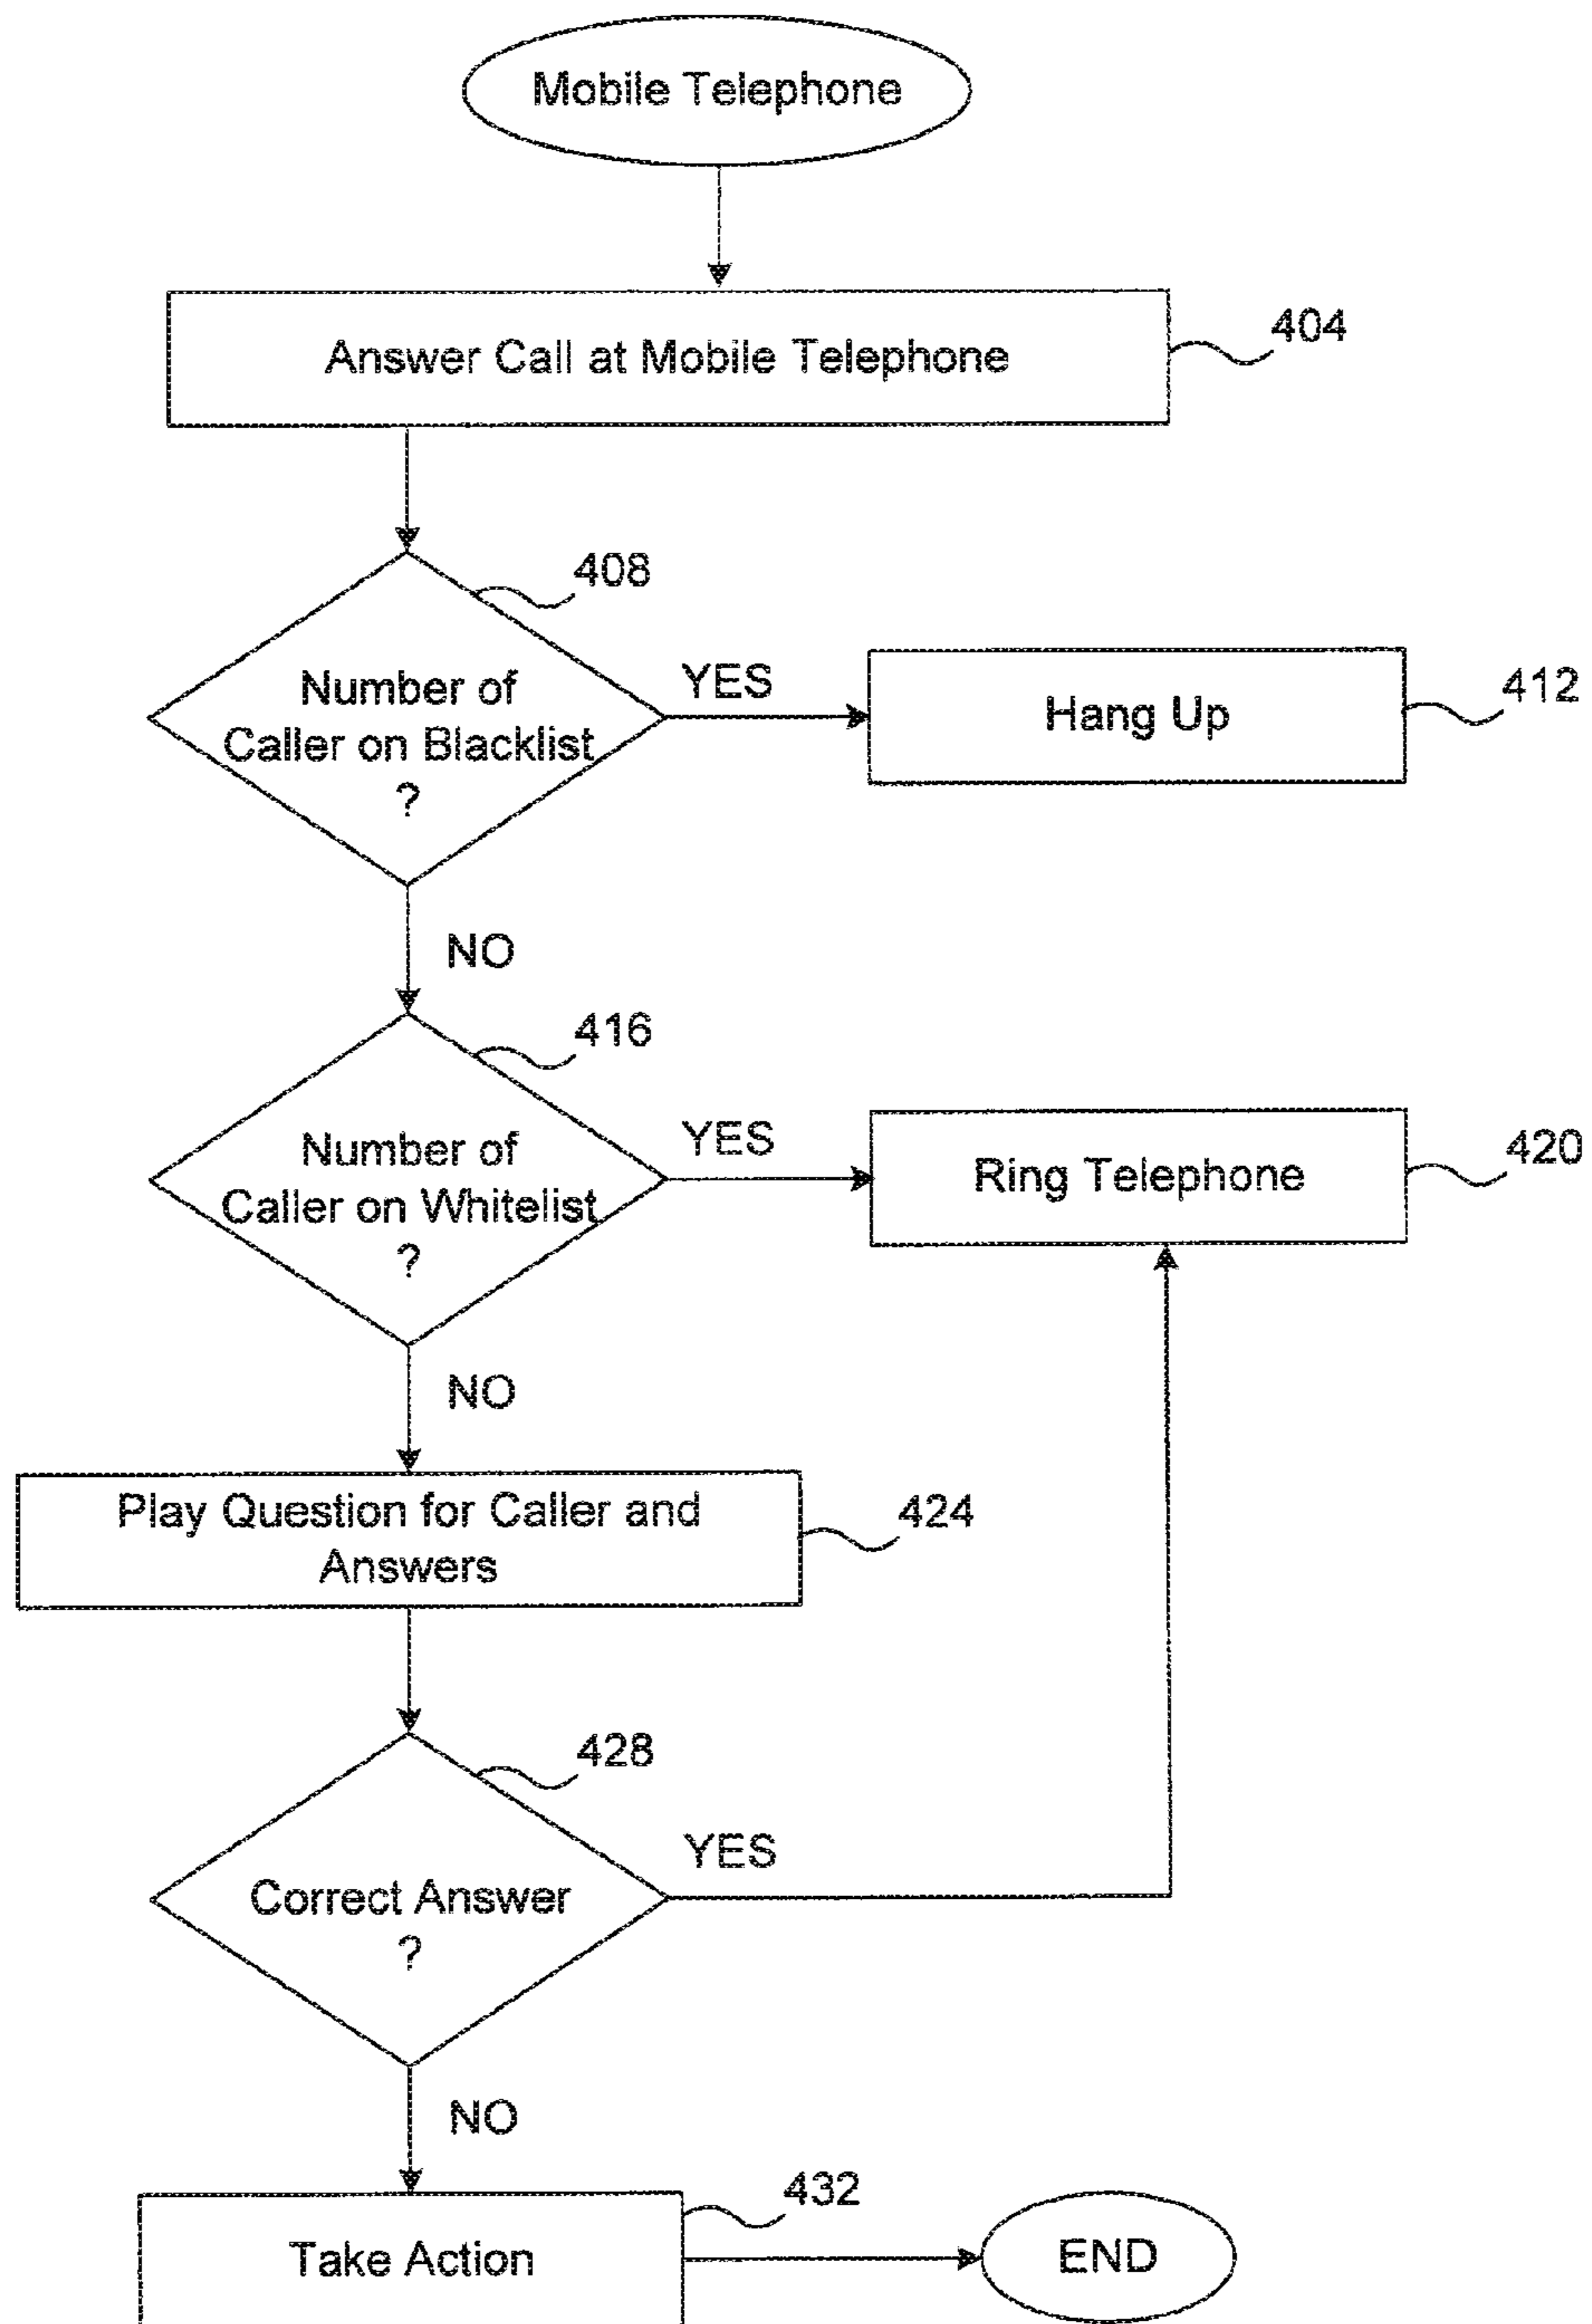 Mobile Telephone
Answer Call at Mobile Telephone
404
408
Number of
Caller on Blacklist
?
YES
Hang Up
412
NO
416
Number of
Caller on Whitelist
?
YES
Ring Telephone
420
NO
Play Question for Caller and
Answers
424
428
Correct Answer
?
YES
NO
432
Take Action
END